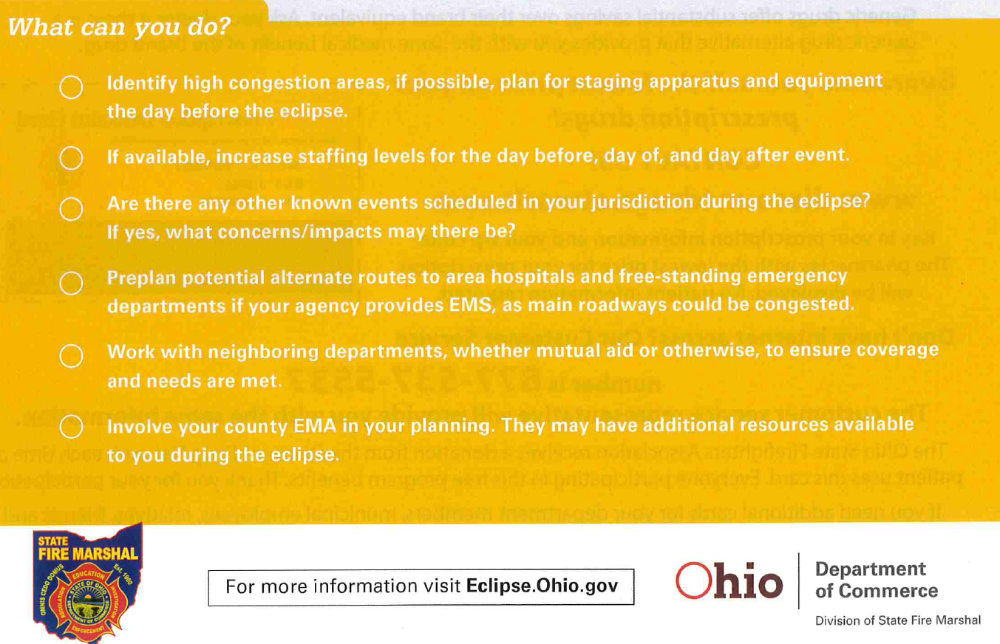 What can you do?
Identify high congestion areas, if possible, plan for staging apparatus and equipment
the day before the eclipse.
If available, increase staffing levels for the day before, day of, and day after event.
Are there any other known events scheduled in your jurisdiction during the eclipse?
If yes, what concerns/impacts may there be?
Preplan potential alternate routes to area hospitals and free-standing emergency
departments if your agency provides EMS, as main roadways could be congested.
Work with neighboring departments, whether mutual aid or otherwise, to ensure coverage
and needs are met.
Involve your county EMA in your planning. They may have additional resources available
to you during the eclipse.
STATE
FIRE MARSHAL
OMNIS CEDO DOMUS
Est. 1900
EDUCATION
REGULATION
INVESTIGATION
ENFORCEMENT
STATE OF OHIO
DEPARTMENT OF COMMERCE
For more information visit Eclipse.Ohio.gov
Ohio
Department
of Commerce
Division of State Fire Marshal